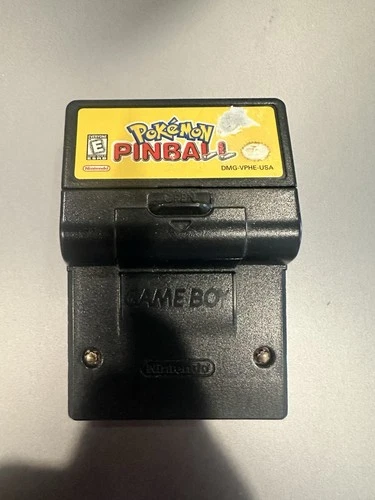 POKéMON
E
PINBALL
Nintendo
DMG-VPHE-USA
GAME BOY
Nintendo